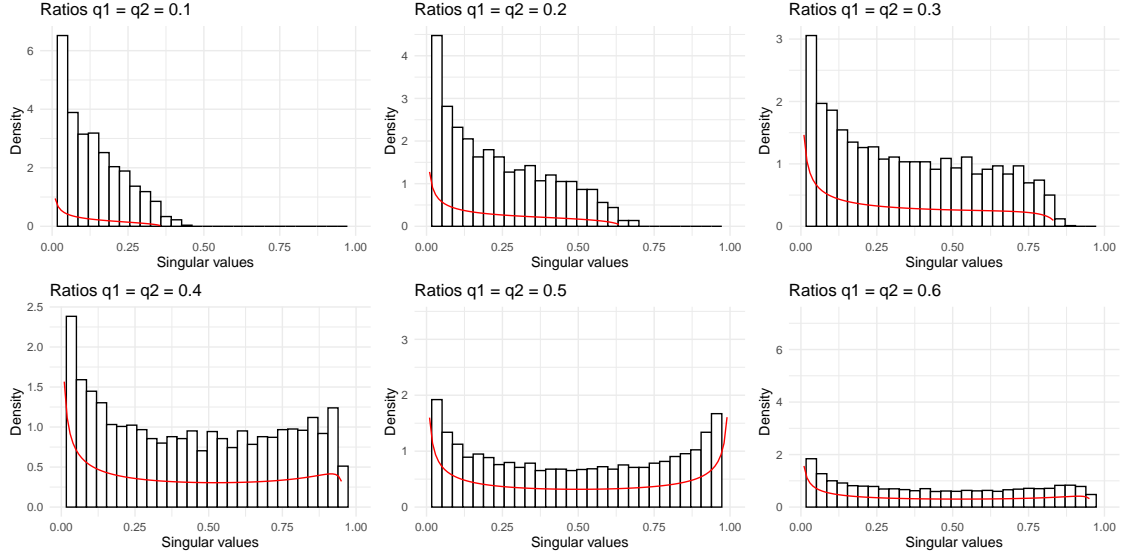 Ratios q1 = q2 = 0.1
Density
6
4
2
0
0.00 0.25 0.50 0.75 1.00
Singular values
Ratios q1 = q2 = 0.2
Density
4
3
2
1
0
0.00 0.25 0.50 0.75 1.00
Singular values
Ratios q1 = q2 = 0.3
Density
3
2
1
0
0.00 0.25 0.50 0.75 1.00
Singular values
Ratios q1 = q2 = 0.4
Density
2.5
2.0
1.5
1.0
0.5
0.0
0.00 0.25 0.50 0.75 1.00
Singular values
Ratios q1 = q2 = 0.5
Density
3
2
1
0
0.00 0.25 0.50 0.75 1.00
Singular values
Ratios q1 = q2 = 0.6
Density
6
4
2
0
0.00 0.25 0.50 0.75 1.00
Singular values